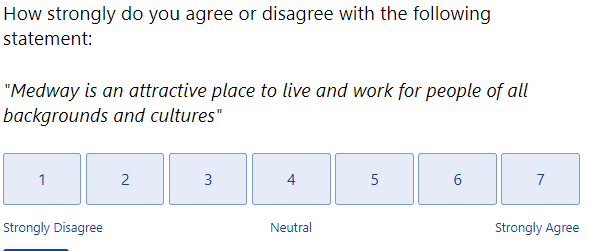 How strongly do you agree or disagree with the following
statement:
"Medway is an attractive place to live and work for people of all
backgrounds and cultures"
1 2 3 4 5 6 7
Strongly Disagree Neutral Strongly Agree